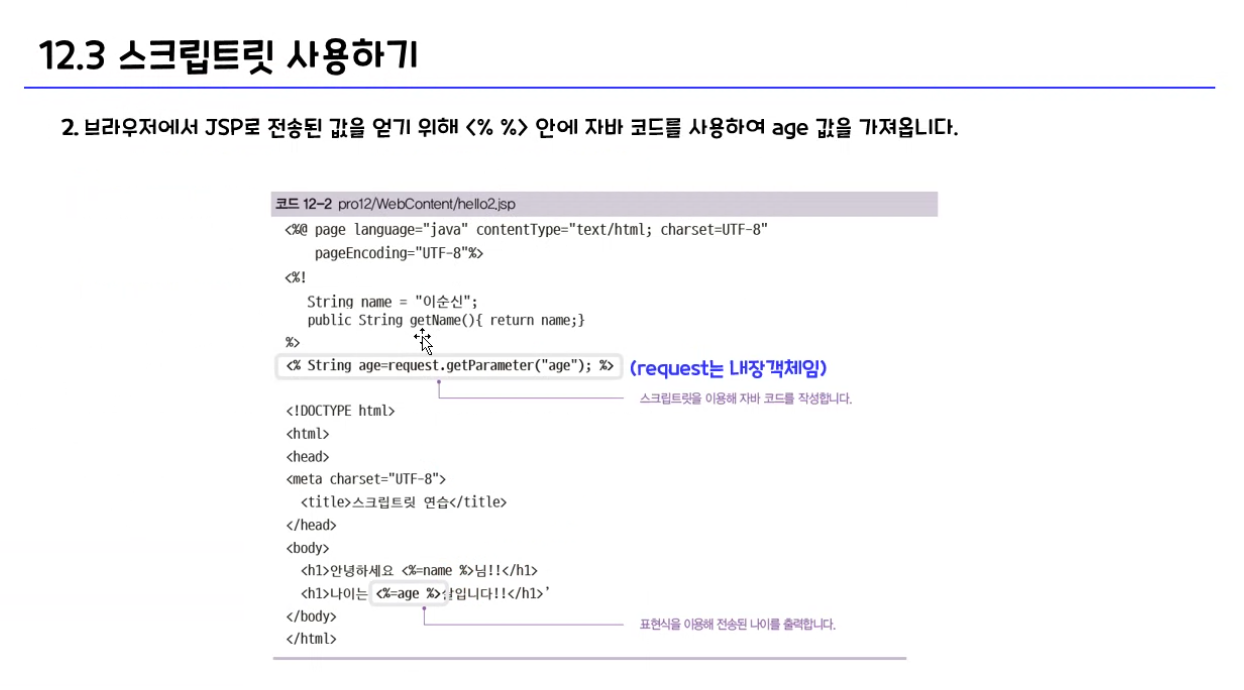 12.3 스크립트릿 사용하기
2. 브라우저에서 JSP로 전송된 값을 얻기 위해 <% %> 안에 자바 코드를 사용하여 age 값을 가져옵니다.
코드 12-2 pro12/WebContent/hello2.jsp
<%@ page language="java" contentType="text/html; charset=UTF-8"
pageEncoding="UTF-8"%>
<%!
String name = "이순신";
public String getName(){ return name;}
%>
<% String age=request.getParameter("age"); %> (request는 내장객체임)
스크립트릿을 이용해 자바 코드를 작성합니다.
<!DOCTYPE html>
<html>
<head>
<meta charset="UTF-8">
<title>스크립트릿 연습</title>
</head>
<body>
<h1>안녕하세요 <%=name %>님!!</h1>
<h1>나이는 <%=age %>살입니다!!</h1>'
</body>
표현식을 이용해 전송된 나이를 출력합니다.
</html>